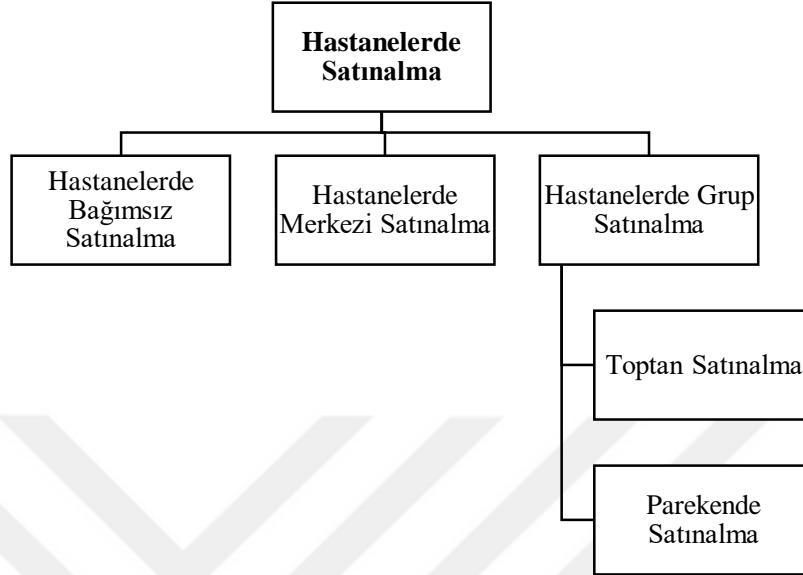 Hastanelerde
Satınalma
Hastanelerde
Bağımsız
Satınalma
Hastanelerde
Merkezi Satınalma
Hastanelerde Grup
Satınalma
Toptan Satınalma
Parekende
Satınalma